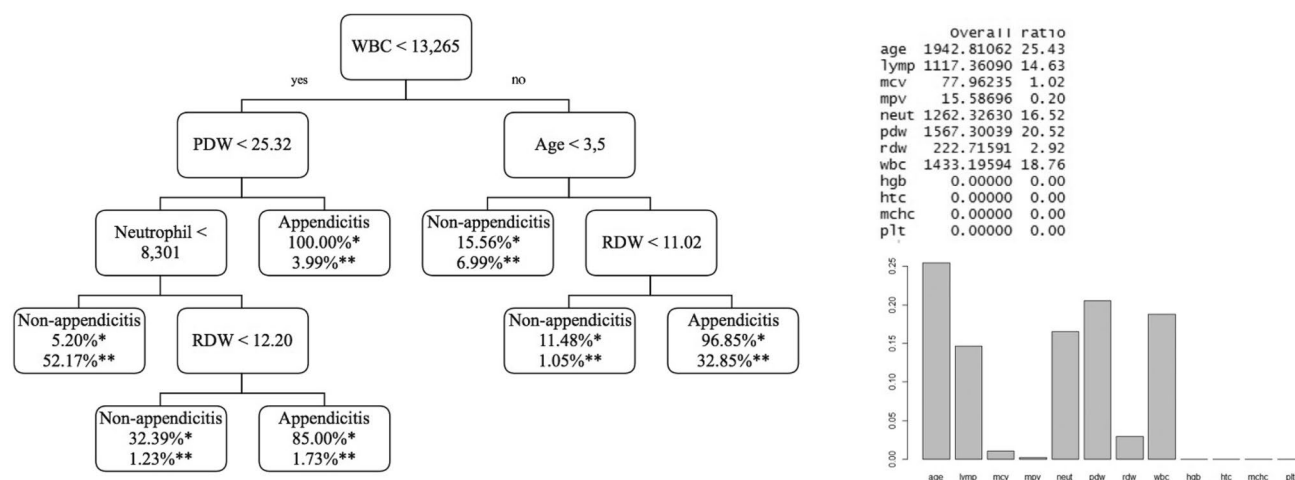 WBC < 13,265
yes
no
PDW < 25.32
Age < 3,5
Neutrophil <
8,301
Appendicitis
100.00%*
3.99%**
Non-appendicitis
15.56%*
6.99%**
RDW < 11.02
Non-appendicitis
5.20%*
52.17%**
RDW < 12.20
Non-appendicitis
11.48%*
1.05%**
Appendicitis
96.85%*
32.85%**
Non-appendicitis
32.39%*
1.23%**
Appendicitis
85.00%*
1.73%**
Overall ratio
age 1942.81062 25.43
lymp 1117.36090 14.63
mcv 77.96235 1.02
mpv 15.58696 0.20
neut 1262.32630 16.52
pdw 1567.30039 20.52
rdw 222.71591 2.92
wbc 1433.19594 18.76
hgb 0.00000 0.00
htc 0.00000 0.00
mchc 0.00000 0.00
plt 0.00000 0.00
0.25
0.20
0.15
0.10
0.05
0.00
age lymp mcv mpv neut pdw rdw wbc hgb htc mchc plt